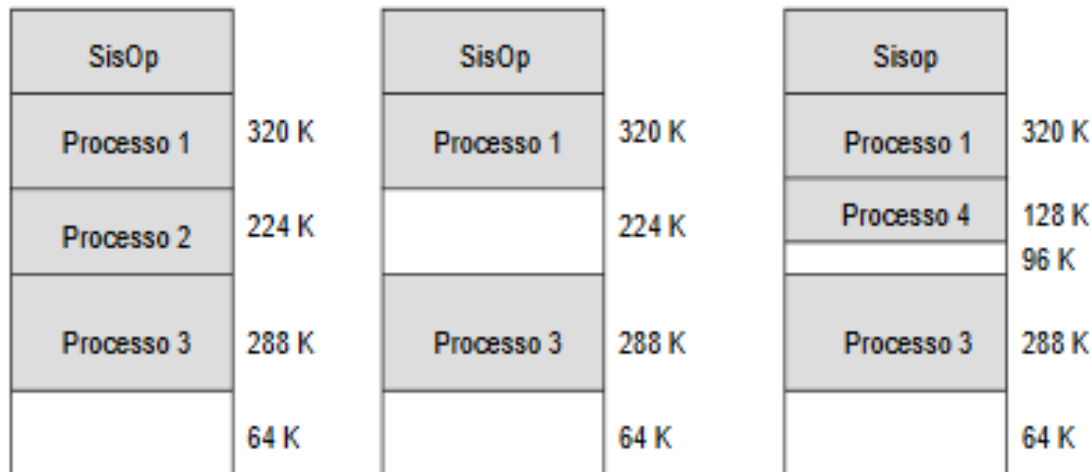 SisOp
Processo 1
320 K
Processo 2
224 K
Processo 3
288 K
64 K
SisOp
Processo 1
320 K
224 K
Processo 3
288 K
64 K
Sisop
Processo 1
320 K
Processo 4
128 K
96 K
Processo 3
288 K
64 K